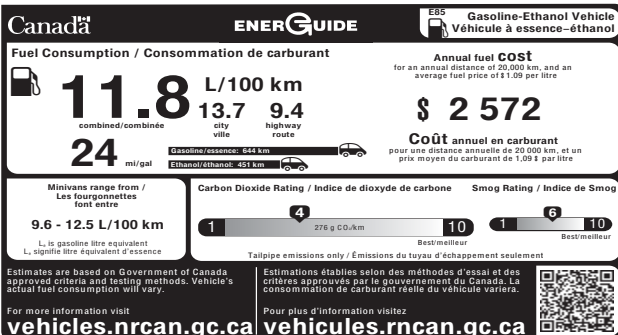 Canada
ENERGUIDE
E85
Gasoline-Ethanol Vehicle
Véhicule à essence–éthanol
Fuel Consumption / Consommation de carburant
11.8
L/100 km
combined/combinée
13.7
city
ville
9.4
highway
route
24 mi/gal
Gasoline/essence: 644 km
Ethanol/éthanol: 451 km
Annual fuel COST
for an annual distance of 20,000 km, and an
average fuel price of $1.09 per litre
$ 2 572
Coût annuel en carburant
pour une distance annuelle de 20 000 km, et un
prix moyen du carburant de 1,09 $ par litre
Minivans range from /
Les fourgonnettes
font entre
9.6 - 12.5 L/100 km
Lₑ is gasoline litre equivalent
Lₑ signifie litre équivalent d'essence
Carbon Dioxide Rating / Indice de dioxyde de carbone
4
1
276 g CO₂/km
10
Best/meilleur
Smog Rating / Indice de Smog
6
1
10
Best/meilleur
Tailpipe emissions only / Émissions du tuyau d'échappement seulement
Estimates are based on Government of Canada
approved criteria and testing methods. Vehicle's
actual fuel consumption will vary.
For more information visit
vehicles.nrcan.gc.ca
Estimations établies selon des méthodes d'essai et des
critères approuvés par le gouvernement du Canada. La
consommation de carburant réelle du véhicule variera.
Pour plus d'information visitez
vehicules.rncan.gc.ca